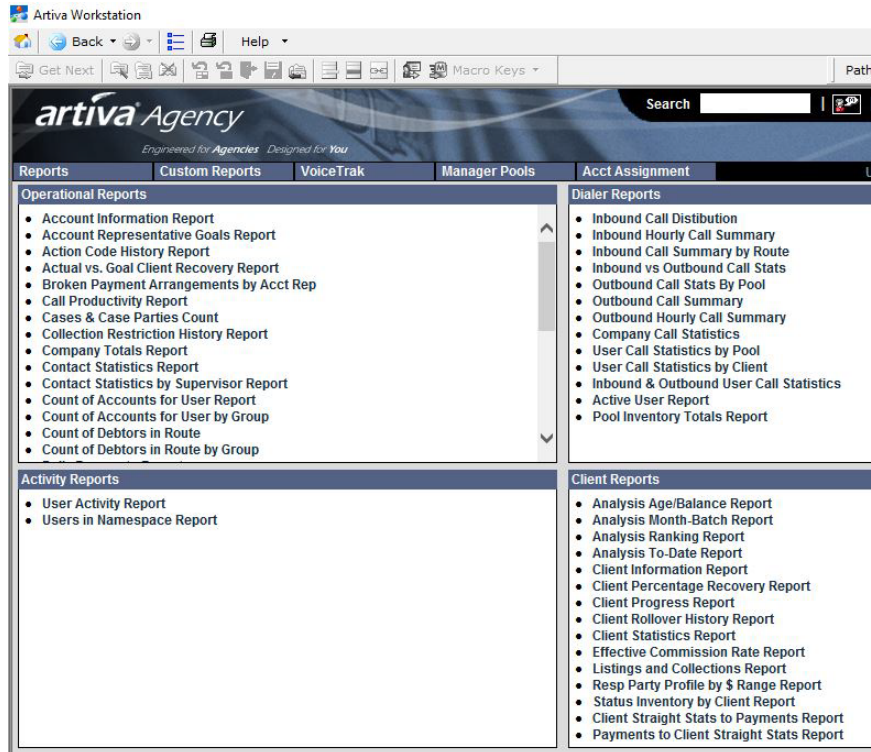 Artiva Workstation
Back Help
Get Next Macro Keys Path
artiva Agency
Engineered for Agencies Designed for You
Search
Reports Custom Reports VoiceTrak Manager Pools Acct Assignment
Operational Reports
Account Information Report
Account Representative Goals Report
Action Code History Report
Actual vs. Goal Client Recovery Report
Broken Payment Arrangements by Acct Rep
Call Productivity Report
Cases & Case Parties Count
Collection Restriction History Report
Company Totals Report
Contact Statistics Report
Contact Statistics by Supervisor Report
Count of Accounts for User Report
Count of Accounts for User by Group
Count of Debtors in Route
Count of Debtors in Route by Group
Dialer Reports
Inbound Call Distibution
Inbound Hourly Call Summary
Inbound Call Summary by Route
Inbound vs Outbound Call Stats
Outbound Call Stats By Pool
Outbound Call Summary
Outbound Hourly Call Summary
Company Call Statistics
User Call Statistics by Pool
User Call Statistics by Client
Inbound & Outbound User Call Statistics
Active User Report
Pool Inventory Totals Report
Activity Reports
User Activity Report
Users in Namespace Report
Client Reports
Analysis Age/Balance Report
Analysis Month-Batch Report
Analysis Ranking Report
Analysis To-Date Report
Client Information Report
Client Percentage Recovery Report
Client Progress Report
Client Rollover History Report
Client Statistics Report
Effective Commission Rate Report
Listings and Collections Report
Resp Party Profile by $ Range Report
Status Inventory by Client Report
Client Straight Stats to Payments Report
Payments to Client Straight Stats Report